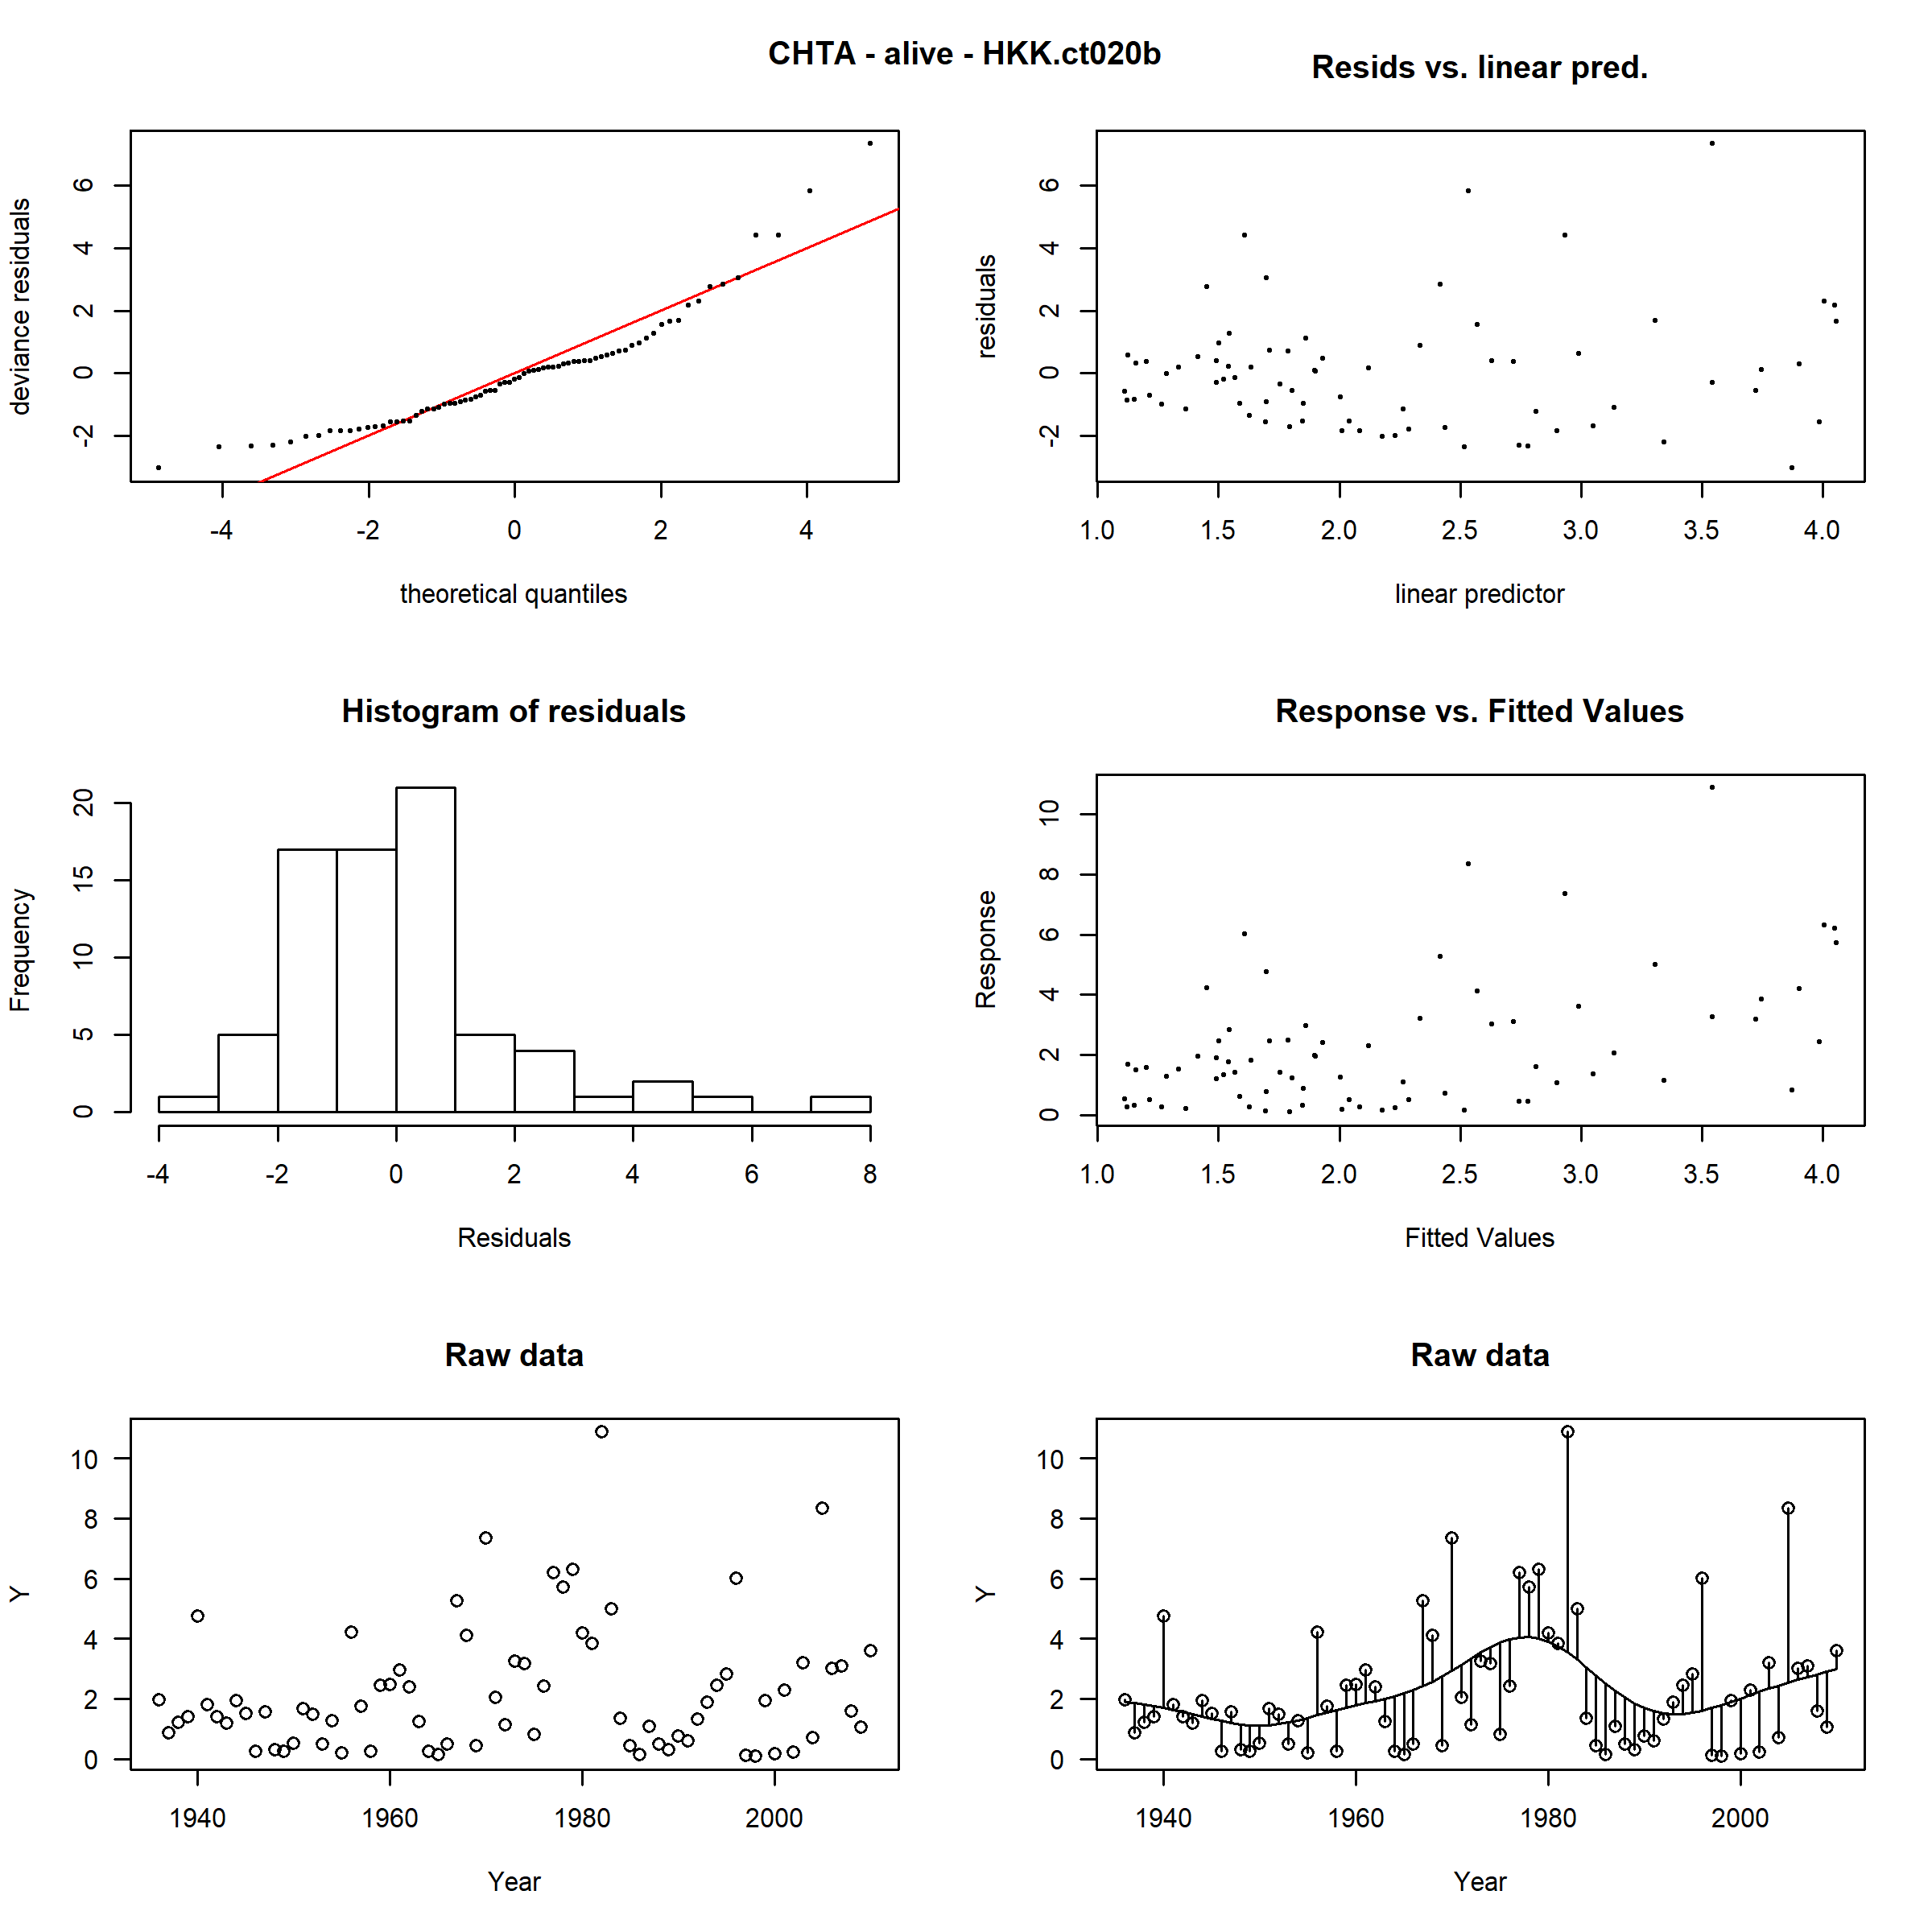 CHTA - alive - HKK.ct020b
Resids vs. linear pred.
deviance residuals
6
4
2
0
-2
-4 -2 0 2 4
theoretical quantiles
residuals
6
4
2
0
-2
1.0 1.5 2.0 2.5 3.0 3.5 4.0
linear predictor
Histogram of residuals
Frequency
20
15
10
5
0
-4 -2 0 2 4 6 8
Residuals
Response vs. Fitted Values
Response
10
8
6
4
2
0
1.0 1.5 2.0 2.5 3.0 3.5 4.0
Fitted Values
Raw data
Y
10
8
6
4
2
0
1940 1960 1980 2000
Year
Raw data
Y
10
8
6
4
2
0
1940 1960 1980 2000
Year